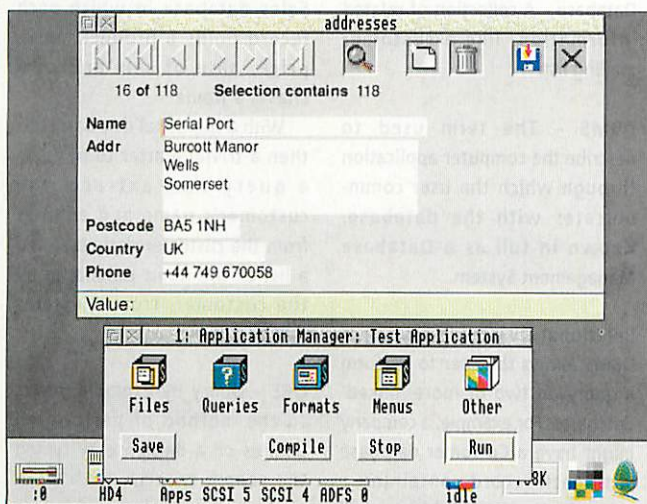 addresses
16 of 118 Selection contains 118
Name Serial Port
Addr Burcott Manor
Wells
Somerset
Postcode BA5 1NH
Country UK
Phone +44 749 670058
Value:
1: Application Manager: Test Application
Files Queries Formats Menus Other
Save Compile Stop Run
:0 HD4 Apps SCSI 5 SCSI 4 ADFS 0 idle 8K